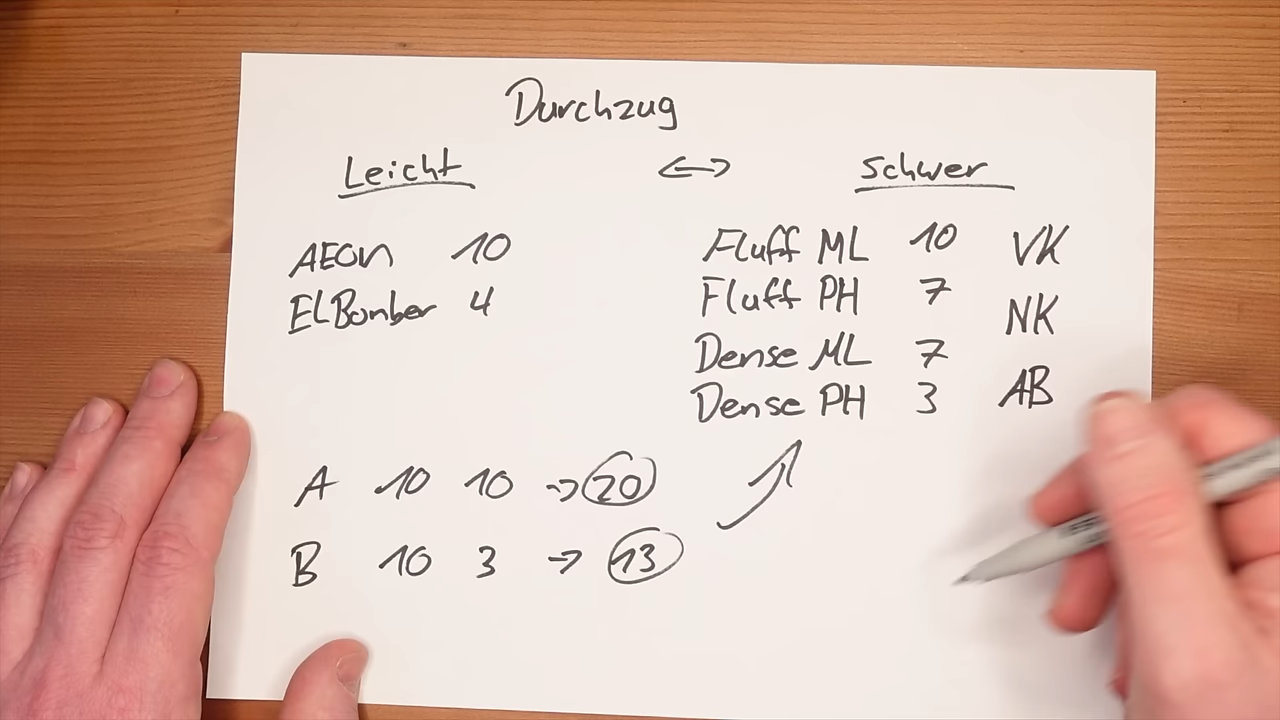 Durchzug
Leicht <-> Schwer
AEON 10
ELBomber 4
Fluff ML 10 VK
Fluff PH 7
NK
Dense ML 7
Dense PH 3 AB
A 10 10 -> 20
B 10 3 -> 13